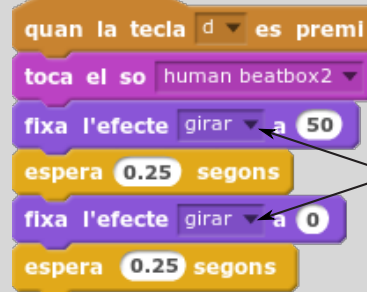 quan la tecla d es premi
toca el so human beatbox2
fixa l'efecte girar a 50
espera 0.25 segons
fixa l'efecte girar a 0
espera 0.25 segons